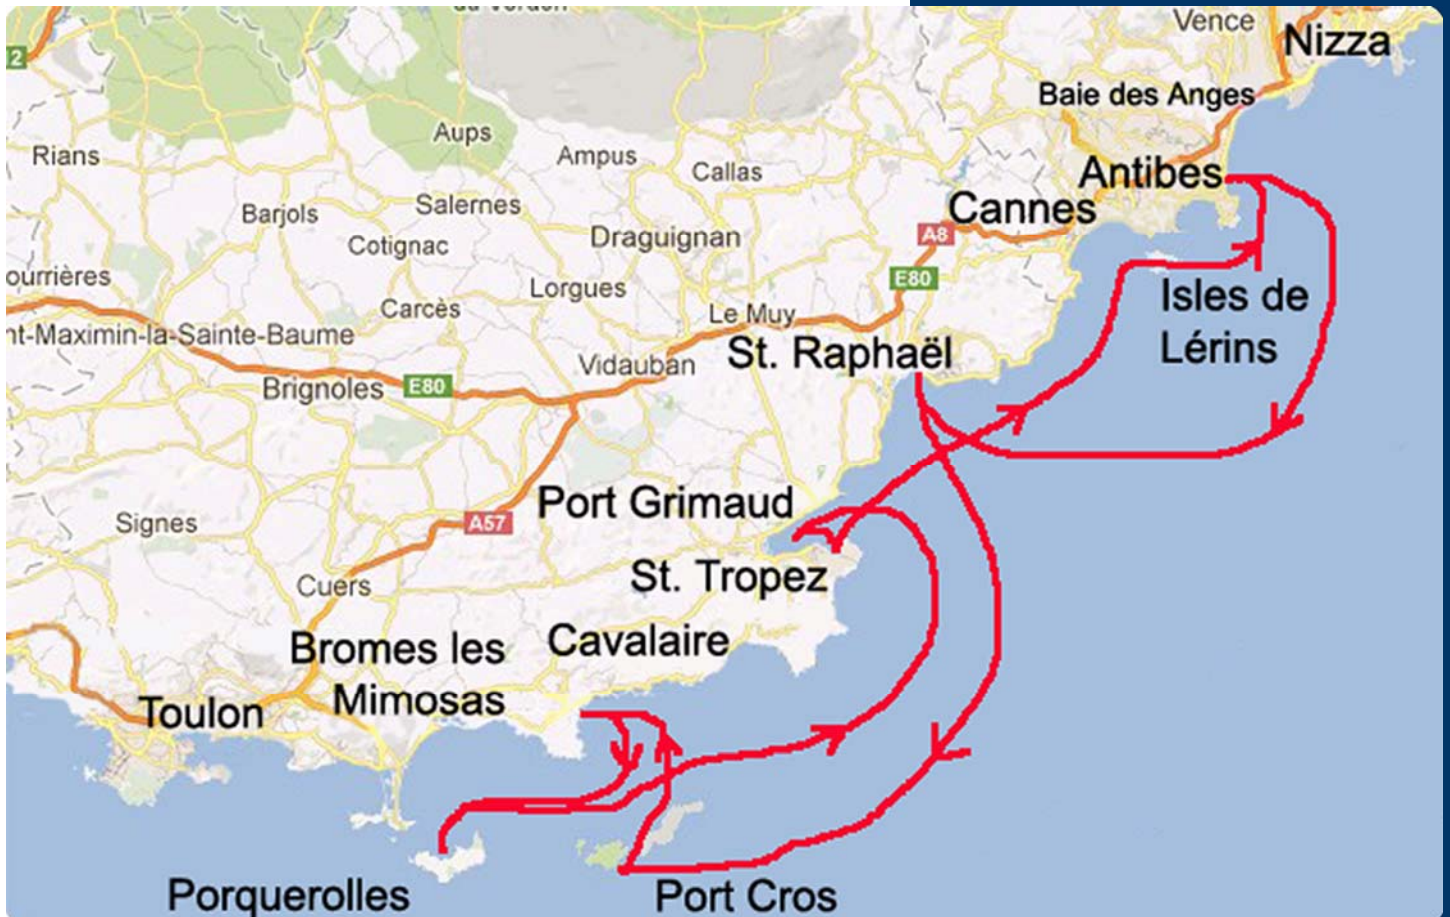 Vence
Nizza
2
Baie des Anges
Aups
Rians
Ampus
Callas
Antibes
Salernes
Cannes
Barjols
Draguignan
A8
Cotignac
ourrières
E80
Lorgues
Isles de
Lérins
Carcès
Le Muy
nt-Maximin-la-Sainte-Baume
St. Raphaël
Vidauban
Brignoles
E80
Port Grimaud
Signes
A57
St. Tropez
Cuers
Cavalaire
Bromes les
Mimosas
Toulon
Porquerolles
Port Cros